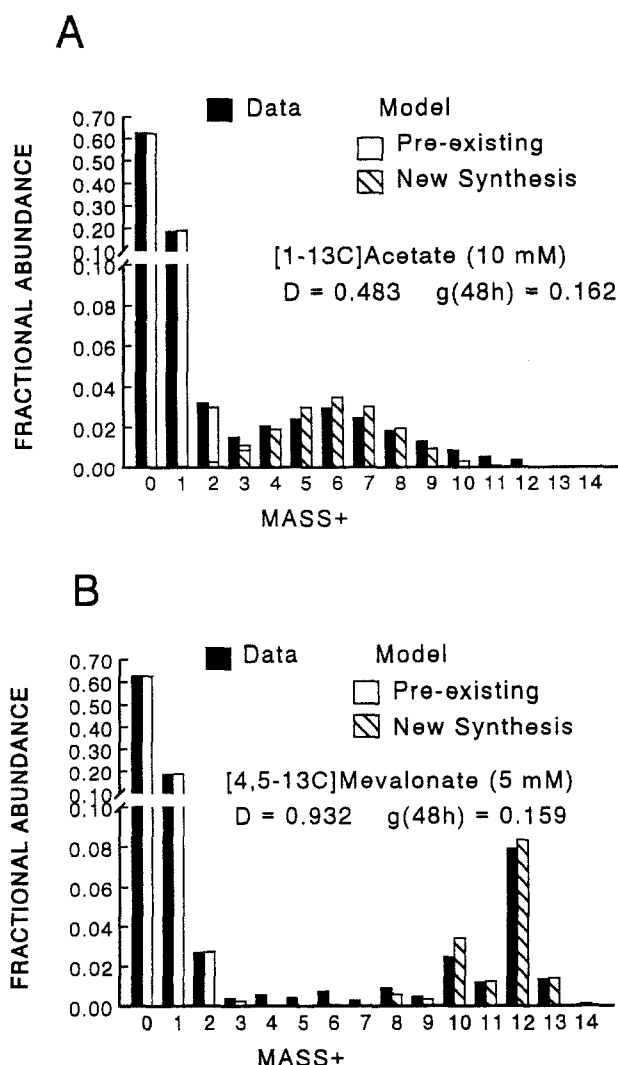 A
Data Model
Pre-existing
New Synthesis
[1-13C]Acetate (10 mM)
D = 0.483 g(48h) = 0.162
FRACTIONAL ABUNDANCE
0.70
0.60
0.50
0.40
0.30
0.20
0.10
0.10
0.08
0.06
0.04
0.02
0.00
0 1 2 3 4 5 6 7 8 9 10 11 12 13 14
MASS+
B
Data Model
Pre-existing
New Synthesis
[4,5-13C]Mevalonate (5 mM)
D = 0.932 g(48h) = 0.159
FRACTIONAL ABUNDANCE
0.70
0.60
0.50
0.40
0.30
0.20
0.10
0.10
0.08
0.06
0.04
0.02
0.00
0 1 2 3 4 5 6 7 8 9 10 11 12 13 14
MASS+